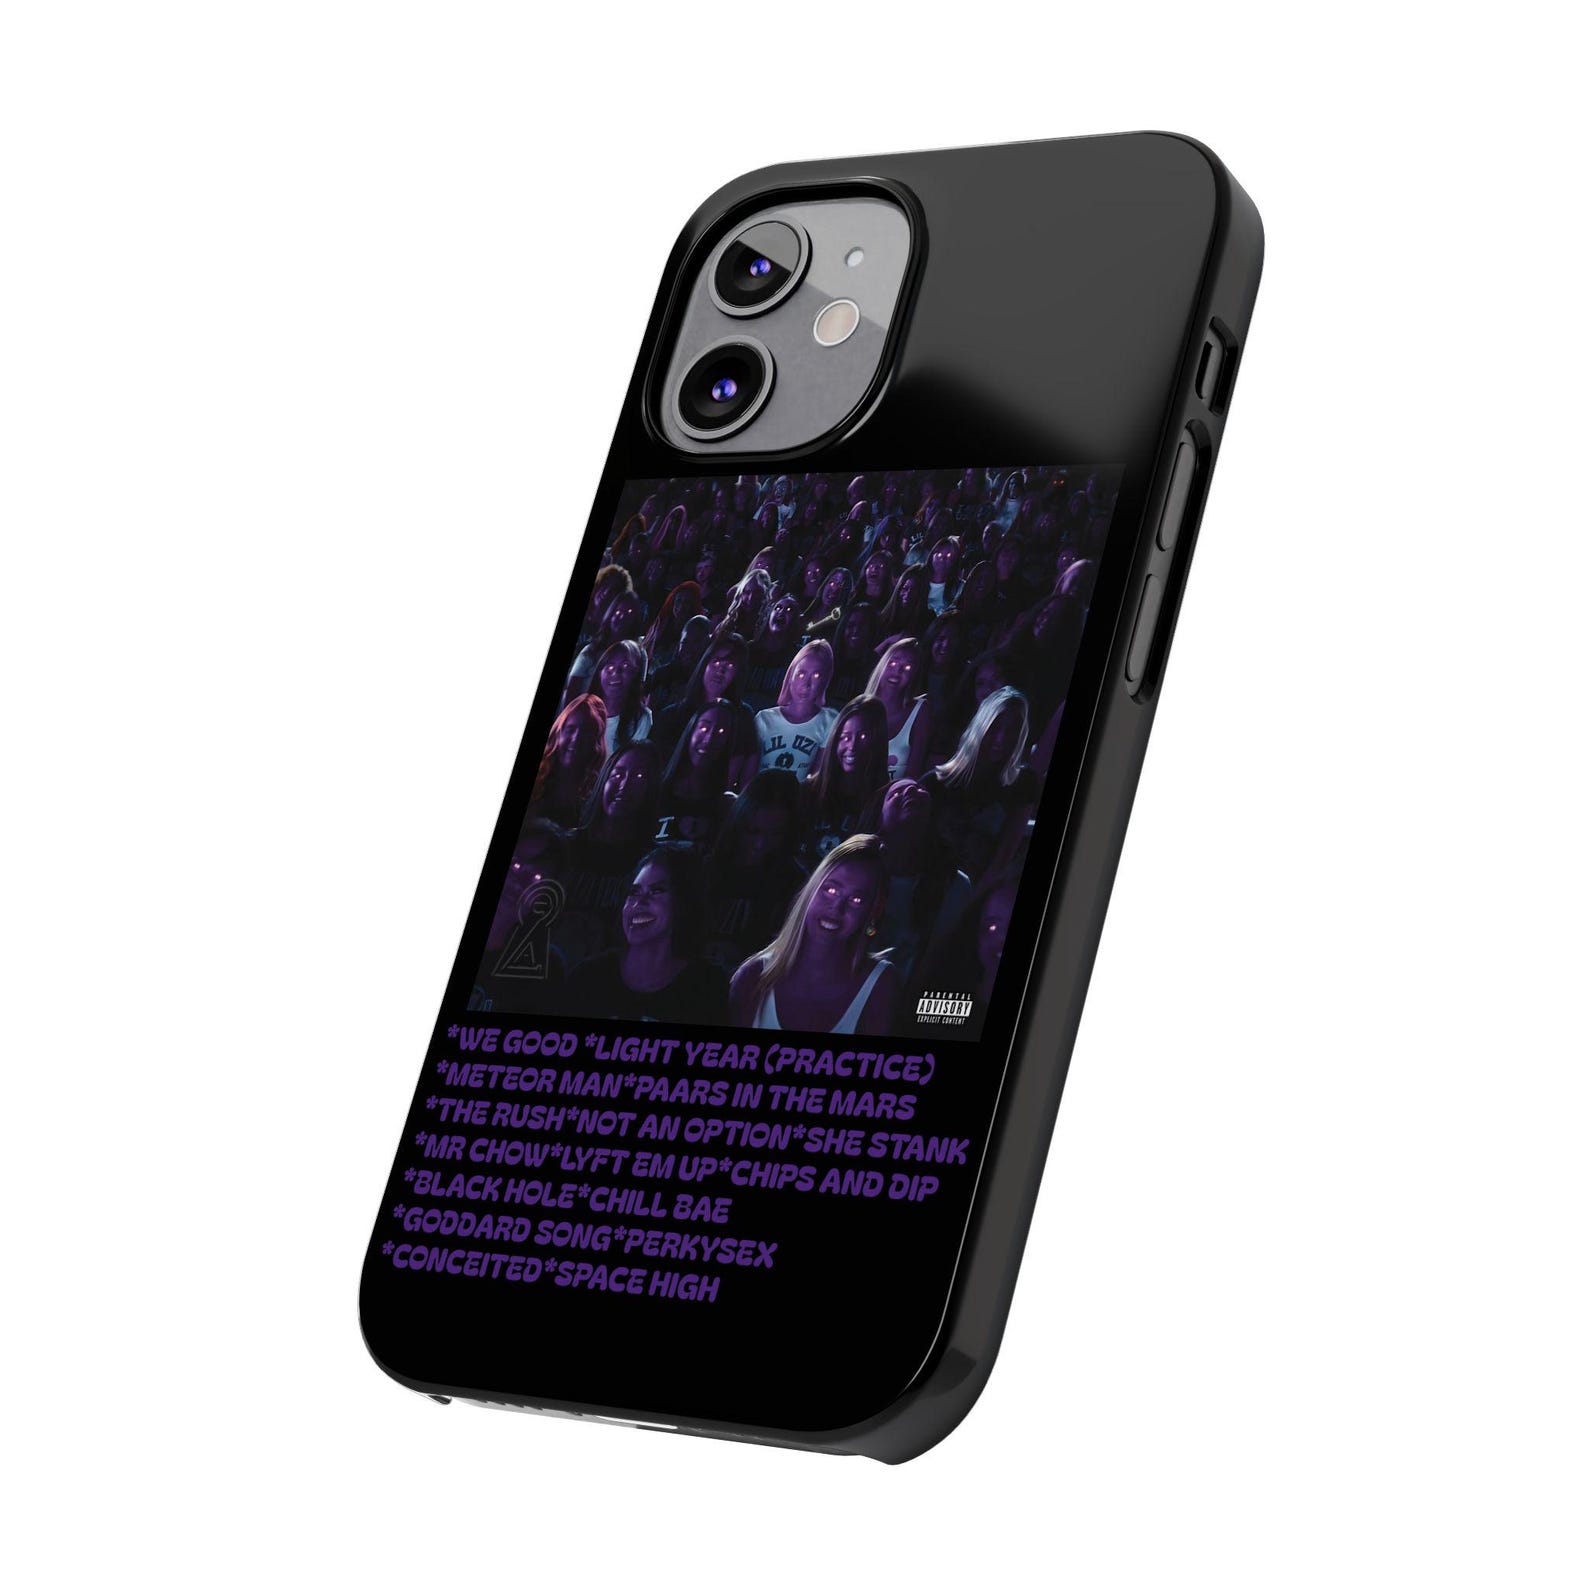 LIL UZI
I
PARENTAL
ADVISORY
EXPLICIT CONTENT
*WE GOOD *LIGHT YEAR (PRACTICE)
*METEOR MAN*PAARS IN THE MARS
*THE RUSH*NOT AN OPTION*SHE STANK
*MR CHOW*LYFT EM UP*CHIPS AND DIP
*BLACK HOLE*CHILL BAE
*GODDARD SONG*PERKYSEX
*CONCEITED*SPACE HIGH